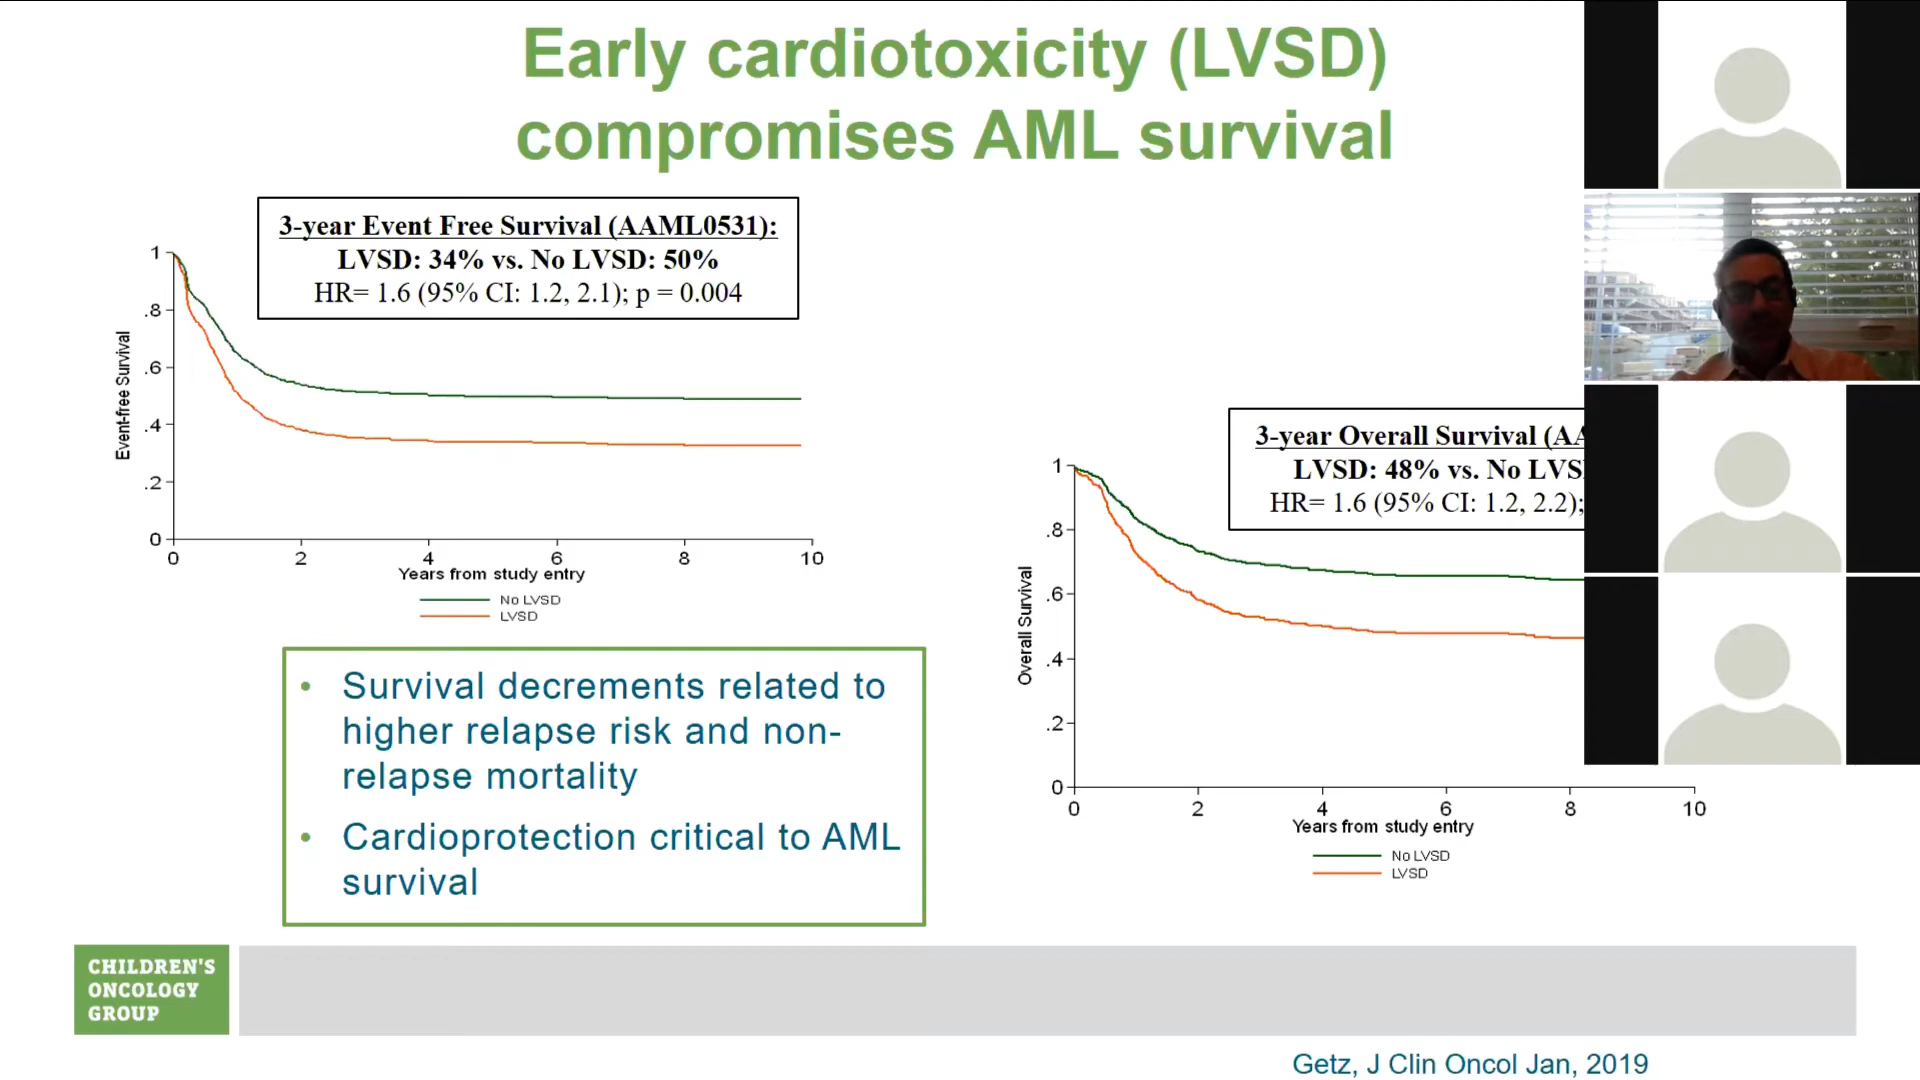 Early cardiotoxicity (LVSD)
compromises AML survival
3-year Event Free Survival (AAML0531):
LVSD: 34% vs. No LVSD: 50%
HR= 1.6 (95% CI: 1.2, 2.1); p = 0.004
Event-free Survival
1
.8
.6
.4
.2
0
0 2 4 6 8 10
Years from study entry
No LVSD
LVSD
3-year Overall Survival (AA
LVSD: 48% vs. No LVS
HR= 1.6 (95% CI: 1.2, 2.2);
Overall Survival
1
.8
.6
.4
.2
0
0 2 4 6 8 10
Years from study entry
No LVSD
LVSD
• Survival decrements related to
higher relapse risk and non-
relapse mortality
• Cardioprotection critical to AML
survival
CHILDREN'S
ONCOLOGY
GROUP
Getz, J Clin Oncol Jan, 2019